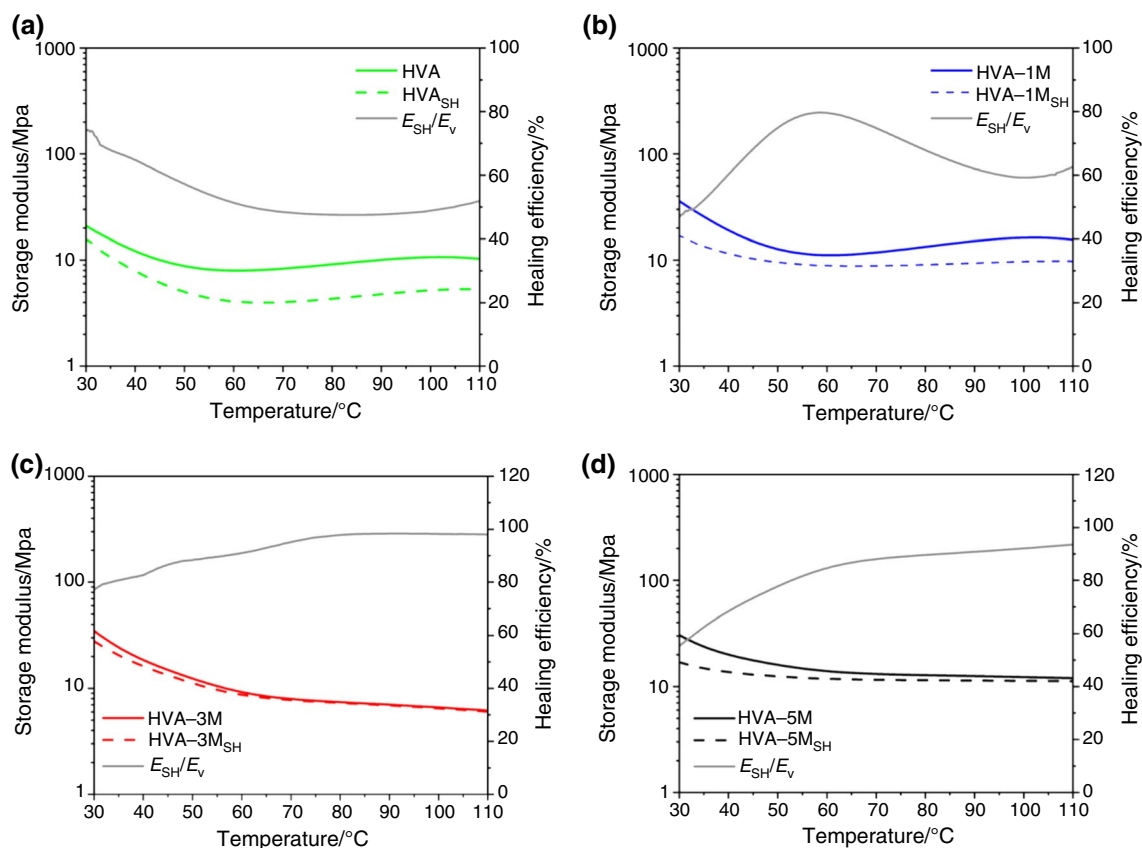 (a)
1000
100
10
1
Storage modulus/Mpa
100
80
60
40
20
0
Healing efficiency/%
HVA
HVA_SH
E_SH/E_v
30 40 50 60 70 80 90 100 110
Temperature/°C
(b)
1000
100
10
1
Storage modulus/Mpa
100
80
60
40
20
0
Healing efficiency/%
HVA–1M
HVA–1M_SH
E_SH/E_v
30 40 50 60 70 80 90 100 110
Temperature/°C
(c)
1000
100
10
1
Storage modulus/Mpa
120
100
80
60
40
20
0
Healing efficiency/%
HVA–3M
HVA–3M_SH
E_SH/E_v
30 40 50 60 70 80 90 100 110
Temperature/°C
(d)
1000
100
10
1
Storage modulus/Mpa
120
100
80
60
40
20
0
Healing efficiency/%
HVA–5M
HVA–5M_SH
E_SH/E_v
30 40 50 60 70 80 90 100 110
Temperature/°C